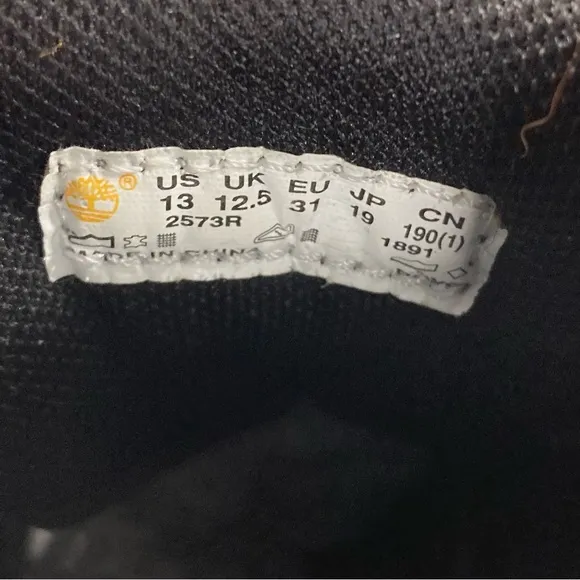 ® US UK EU JP CN
13 12.5 31 19 190(1)
2573R 1891
MADE IN CHINA